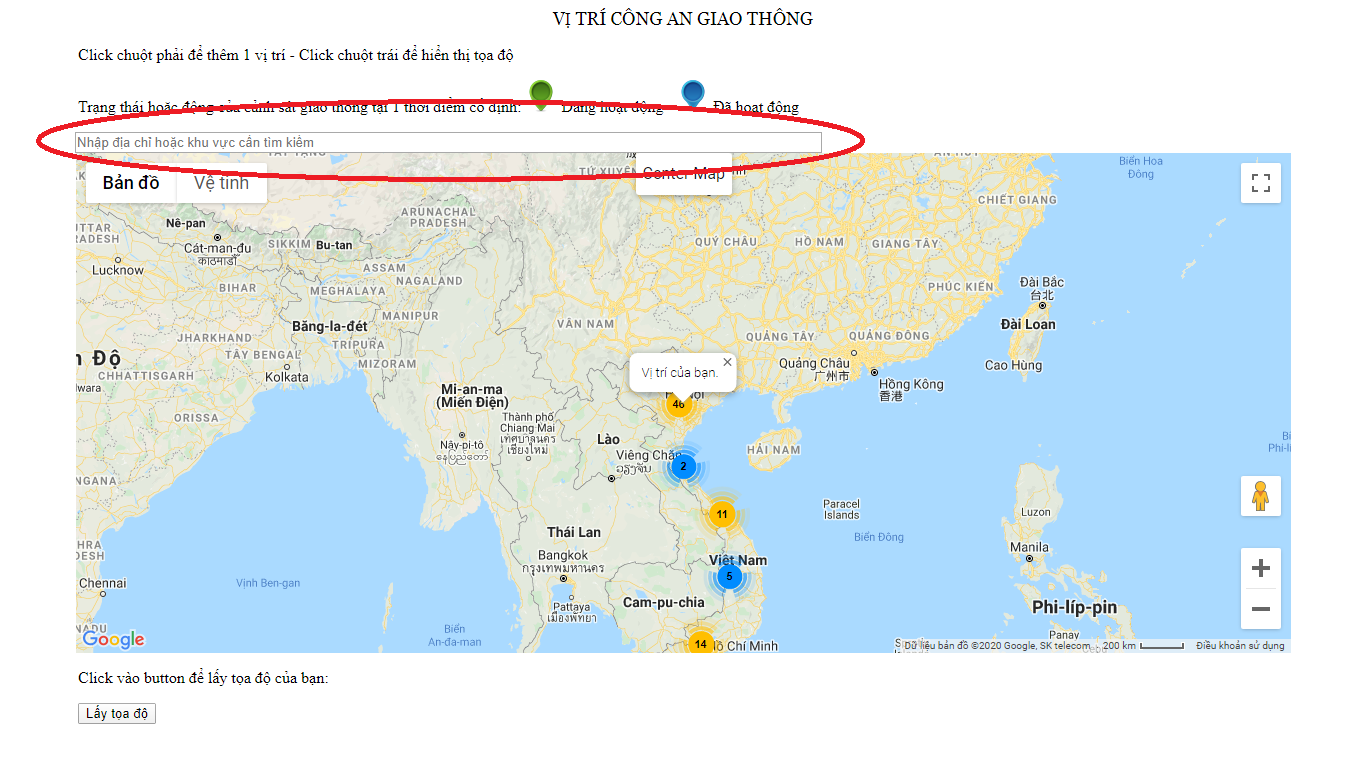 VỊ TRÍ CÔNG AN GIAO THÔNG
Click chuột phải để thêm 1 vị trí - Click chuột trái để hiển thị tọa độ
Trạng thái hoặc động của cảnh sát giao thông tại 1 thời điểm cố định: Đang hoạt động Đã hoạt động
Nhập địa chỉ hoặc khu vực cần tìm kiếm
Bản đồ Vệ tinh
TỨ XUYÊN
Center Map
Biển Hoa
Đông
CHIẾT GIANG
ARUNACHAL
PRADESH
Nê-pan
Cát-man-đu
काठमाडौं
SIKKIM
Bu-tan
UTTAR
RADESH
QUÝ CHÂU
HỒ NAM
GIANG TÂY
Lucknow
ASSAM
NAGALAND
BIHAR
MEGHALAYA
PHÚC KIẾN
Đài Bắc
台北
MANIPUR
Băng-la-đét
VÂN NAM
Đài Loan
JHARKHAND
TRIPURA
QUẢNG TÂY
QUẢNG ĐÔNG
n Độ
TÂY BENGAL
MIZORAM
Quảng Châu
广州市
Cao Hùng
CHHATTISGARH
Kolkata
Vị trí của bạn.
Hồng Kông
香港
Mi-an-ma
(Miến Điện)
46
ORISSA
Thành phố
Chiang Mai
เทศบาลนคร
เชียงใหม่
Nây-pi-tô
နေပြည်တော်
Lào
Viêng Chăn
ວຽງຈັນ
2
HẢI NAM
NGANA
11
Paracel
Islands
Luzon
Thái Lan
Biển Đông
HRA
DESH
Bangkok
กรุงเทพมหานคร
Việt Nam
Manila
5
Chennai
Vịnh Ben-gan
Cam-pu-chia
Pattaya
เมืองพัทยา
Phi-líp-pin
Biển
An-đa-man
Google
14
Hồ Chí Minh
Panay
Dữ liệu bản đồ ©2020 Google, SK telecom 200 km Điều khoản sử dụng
Click vào button để lấy tọa độ của bạn:
Lấy tọa độ